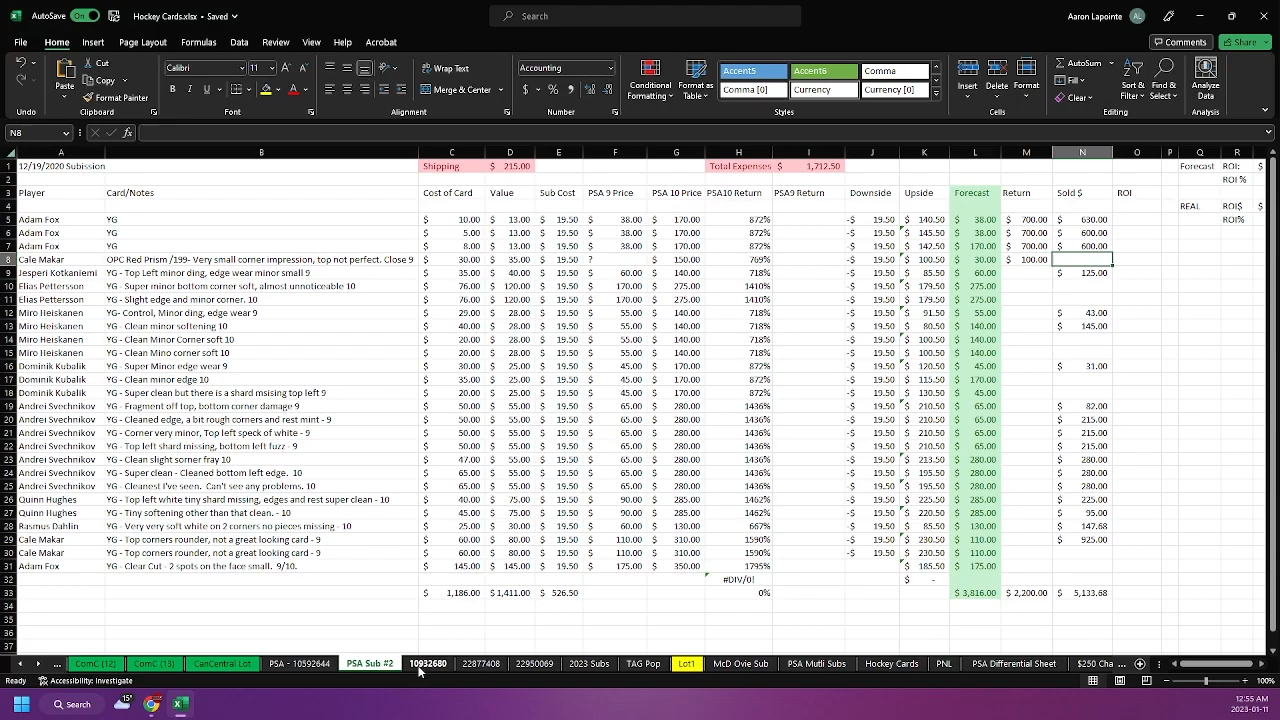 AutoSave On Hockey Cards.xlsx • Saved Search Aaron Lapointe AL
File Home Insert Page Layout Formulas Data Review View Help Acrobat Comments Share
Cut Copy Format Painter Paste Calibri 11 Wrap Text Merge & Center Accounting Conditional Formatting Format as Table Accent5 Accent6 Comma Comma [0] Currency Currency [0] Insert Delete Format AutoSum Fill Clear Sort & Filter Find & Select Analyze Data
Undo Clipboard Font Alignment Number Styles Cells Editing Analysis
N8 fx
A B C D E F G H I J K L M N O P Q R
1 12/19/2020 Subission Shipping $ 215.00 Total Expenses $ 1,712.50 Forecast ROI: $
2 ROI %
3 Player Card/Notes Cost of Card Value Sub Cost PSA 9 Price PSA 10 Price PSA10 Return PSA9 Return Downside Upside Forecast Return Sold $ ROI
4 REAL ROI$ $
5 Adam Fox YG $ 10.00 $ 13.00 $ 19.50 $ 38.00 $ 170.00 872% -$ 19.50 $ 140.50 $ 38.00 $ 700.00 $ 630.00 ROI%
6 Adam Fox YG $ 5.00 $ 13.00 $ 19.50 $ 38.00 $ 170.00 872% -$ 19.50 $ 145.50 $ 38.00 $ 700.00 $ 600.00
7 Adam Fox YG $ 8.00 $ 13.00 $ 19.50 $ 38.00 $ 170.00 872% -$ 19.50 $ 142.50 $ 170.00 $ 700.00 $ 600.00
8 Cale Makar OPC Red Prism /199- Very small corner impression, top not perfect. Close 9 $ 30.00 $ 35.00 $ 19.50 ? $ 150.00 769% -$ 19.50 $ 100.50 $ 30.00 $ 100.00
9 Jesperi Kotkaniemi YG - Top Left minor ding, edge wear minor small 9 $ 35.00 $ 40.00 $ 19.50 $ 60.00 $ 140.00 718% -$ 19.50 $ 85.50 $ 60.00 $ 125.00
10 Elias Pettersson YG - Super minor bottom corner soft, almost unnoticeable 10 $ 76.00 $ 120.00 $ 19.50 $ 170.00 $ 275.00 1410% -$ 19.50 $ 179.50 $ 275.00
11 Elias Pettersson YG - Slight edge and minor corner. 10 $ 76.00 $ 120.00 $ 19.50 $ 170.00 $ 275.00 1410% -$ 19.50 $ 179.50 $ 275.00
12 Miro Heiskanen YG- Control, Minor ding, edge wear 9 $ 29.00 $ 28.00 $ 19.50 $ 55.00 $ 140.00 718% -$ 19.50 $ 91.50 $ 55.00 $ 43.00
13 Miro Heiskanen YG - Clean minor softening 10 $ 40.00 $ 28.00 $ 19.50 $ 55.00 $ 140.00 718% -$ 19.50 $ 80.50 $ 140.00 $ 145.00
14 Miro Heiskanen YG - Clean Minor Corner soft 10 $ 20.00 $ 28.00 $ 19.50 $ 55.00 $ 140.00 718% -$ 19.50 $ 100.50 $ 140.00
15 Miro Heiskanen YG - Clean Mino corner soft 10 $ 20.00 $ 28.00 $ 19.50 $ 55.00 $ 140.00 718% -$ 19.50 $ 100.50 $ 140.00
16 Dominik Kubalik YG - Super Minor edge wear 9 $ 30.00 $ 25.00 $ 19.50 $ 45.00 $ 170.00 872% -$ 19.50 $ 120.50 $ 45.00 $ 31.00
17 Dominik Kubalik YG - Clean minor edge 10 $ 35.00 $ 25.00 $ 19.50 $ 45.00 $ 170.00 872% -$ 19.50 $ 115.50 $ 170.00
18 Dominik Kubalik YG - Super clean but there is a shard msising top left 9 $ 20.00 $ 25.00 $ 19.50 $ 45.00 $ 170.00 872% -$ 19.50 $ 130.50 $ 45.00
19 Andrei Svechnikov YG - Fragment off top, bottom corner damage 9 $ 50.00 $ 55.00 $ 19.50 $ 65.00 $ 280.00 1436% -$ 19.50 $ 210.50 $ 65.00 $ 82.00
20 Andrei Svechnikov YG - Cleaned edge, a bit rough corners and rest mint - 9 $ 50.00 $ 55.00 $ 19.50 $ 65.00 $ 280.00 1436% -$ 19.50 $ 210.50 $ 65.00 $ 215.00
21 Andrei Svechnikov YG - Corner very minor, Top left speck of white - 9 $ 50.00 $ 55.00 $ 19.50 $ 65.00 $ 280.00 1436% -$ 19.50 $ 210.50 $ 65.00 $ 215.00
22 Andrei Svechnikov YG - Top left shard missing, bottom left fuzz - 9 $ 50.00 $ 55.00 $ 19.50 $ 65.00 $ 280.00 1436% -$ 19.50 $ 210.50 $ 65.00 $ 215.00
23 Andrei Svechnikov YG - Clean slight sorner fray 10 $ 47.00 $ 55.00 $ 19.50 $ 65.00 $ 280.00 1436% -$ 19.50 $ 213.50 $ 280.00 $ 215.00
24 Andrei Svechnikov YG - Super clean - Cleaned bottom left edge. 10 $ 65.00 $ 55.00 $ 19.50 $ 65.00 $ 280.00 1436% -$ 19.50 $ 195.50 $ 280.00 $ 215.00
25 Andrei Svechnikov YG - Cleanest I've seen. Can't see any problems. 10 $ 65.00 $ 55.00 $ 19.50 $ 65.00 $ 280.00 1436% -$ 19.50 $ 195.50 $ 280.00 $ 215.00
26 Quinn Hughes YG - Top left white tiny shard missing, edges and rest super clean - 10 $ 40.00 $ 75.00 $ 19.50 $ 90.00 $ 285.00 1462% -$ 19.50 $ 225.50 $ 285.00 $ 225.00
27 Quinn Hughes YG - Tiny softening other than that clean. - 10 $ 45.00 $ 75.00 $ 19.50 $ 90.00 $ 285.00 1462% -$ 19.50 $ 220.50 $ 285.00 $ 95.00
28 Rasmus Dahlin YG - Very very soft white on 2 corners no pieces missing - 10 $ 25.00 $ 30.00 $ 19.50 $ 60.00 $ 130.00 667% -$ 19.50 $ 85.50 $ 130.00 $ 147.68
29 Cale Makar YG - Top corners rounder, not a great looking card - 9 $ 60.00 $ 80.00 $ 19.50 $ 110.00 $ 310.00 1590% -$ 19.50 $ 230.50 $ 110.00 $ 925.00
30 Cale Makar YG - Top corners rounder, not a great looking card - 9 $ 60.00 $ 80.00 $ 19.50 $ 110.00 $ 310.00 1590% -$ 19.50 $ 230.50 $ 110.00
31 Adam Fox YG - Clear Cut - 2 spots on the face small. 9/10. $ 145.00 $ 145.00 $ 19.50 $ 175.00 $ 350.00 1795% $ 185.50 $ 175.00
32 #DIV/0! $ -
33 $ 1,186.00 $ 1,411.00 $ 526.50 0% $ 3,816.00 $ 2,200.00 $ 5,133.68
34
35
36
37
... ComC (12) ComC (13) CanCentral Lot PSA - 10592644 PSA Sub #2 10932680 22877408 TAG Pop Lot1 McD Ove Sub LCA Multi Subs Hockey Cards Rob Lot PSA Differential Sheet $250 Cha ...
Ready Accessibility: Investigate 100%
15° Search 12:55 AM
2023-01-11